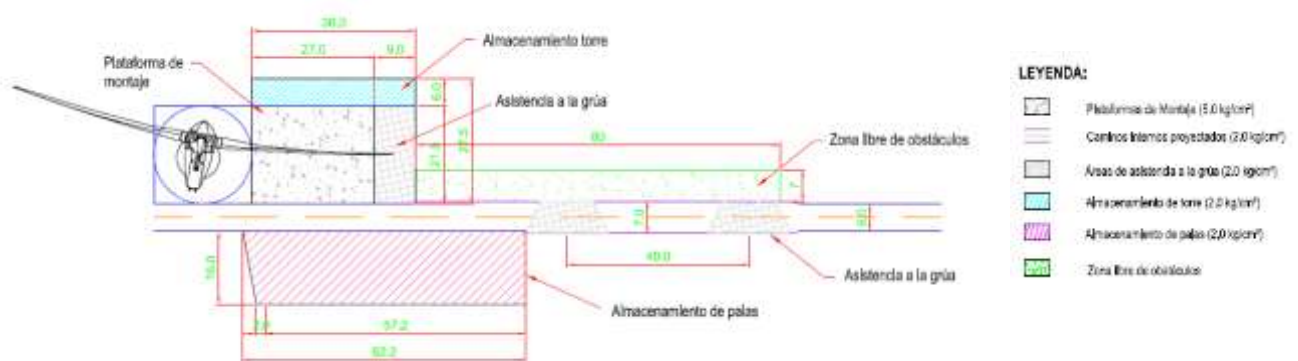 36,0
27,0
9,0
Almacenamiento torre
Plataforma de
montaje
6,0
Asistencia a la grúa
27,5
80
Zona libre de obstáculos
7
7,0
6,0
16,0
40,0
Asistencia a la grúa
Almacenamiento de palas
57,2
62,2
LEYENDA:
Plataformas de Montaje (5,0 kg/cm²)
Caminos internos proyectados (2,0 kg/cm²)
Áreas de asistencia a la grúa (2,0 kg/cm²)
Almacenamiento de torre (2,0 kg/cm²)
Almacenamiento de palas (2,0 kg/cm²)
Zona libre de obstáculos